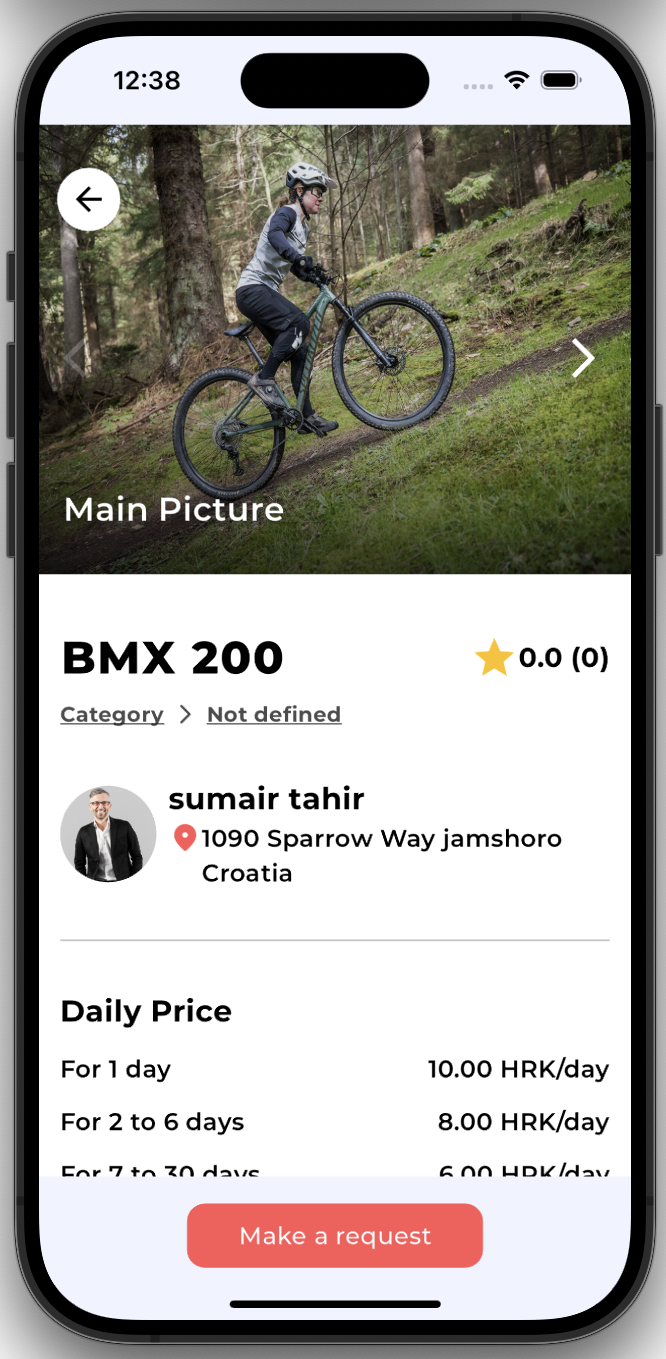 12:38
Main Picture
BMX 200
0.0 (0)
Category > Not defined
sumair tahir
1090 Sparrow Way jamshoro
Croatia
Daily Price
For 1 day 10.00 HRK/day
For 2 to 6 days 8.00 HRK/day
For 7 to 30 days 6.00 HRK/day
Make a request